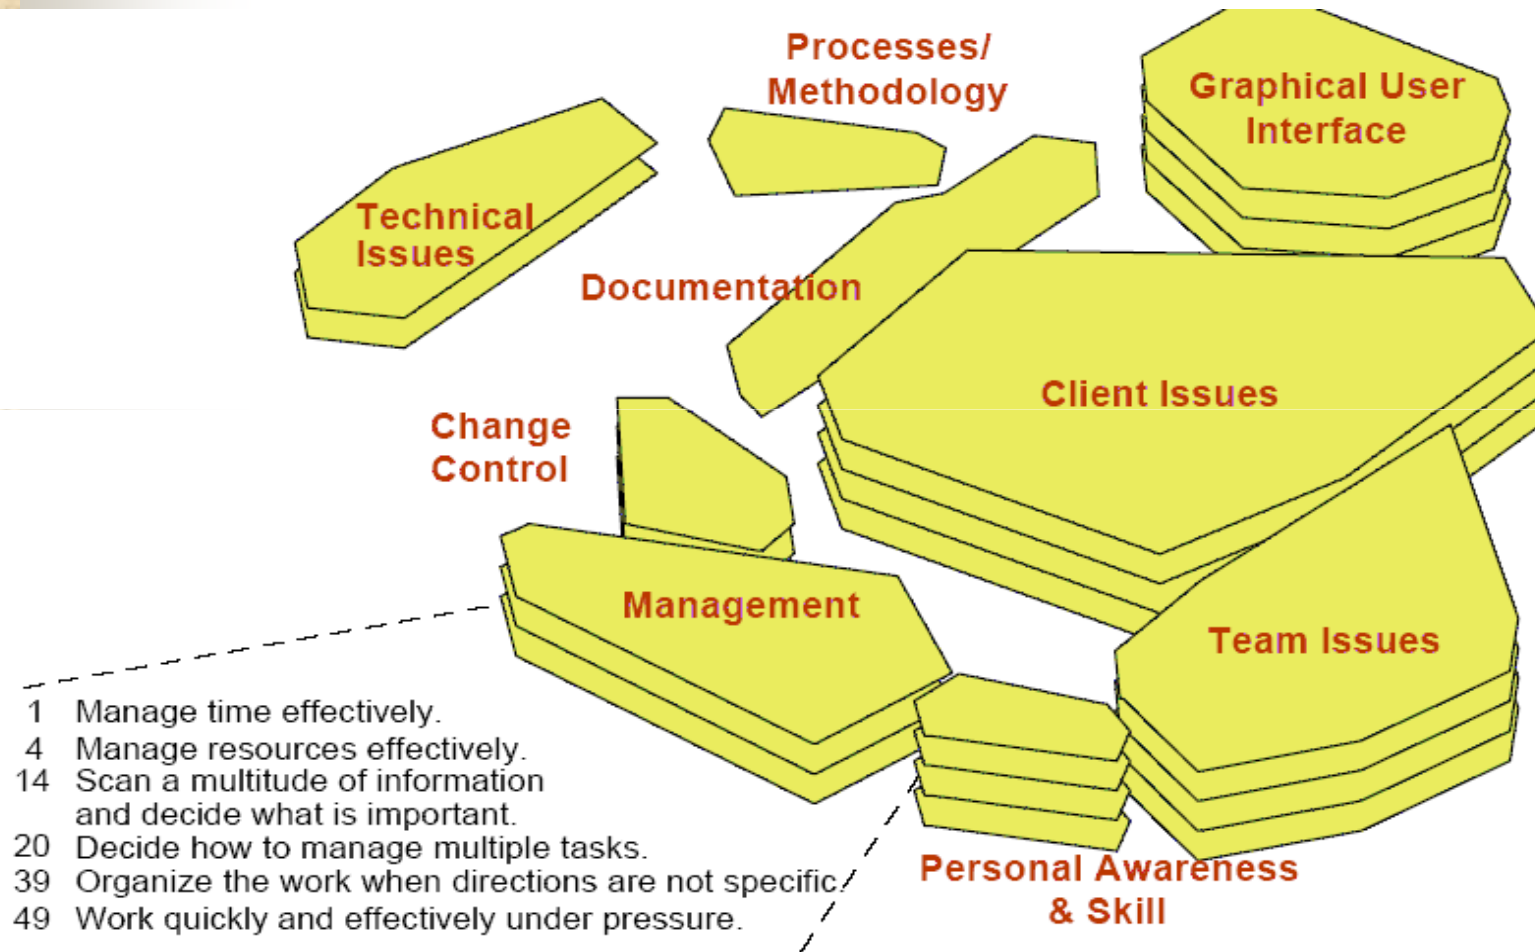 Processes/
Methodology
Graphical User
Interface
Technical
Issues
Documentation
Client Issues
Change
Control
Management
Team Issues
1 Manage time effectively.
4 Manage resources effectively.
14 Scan a multitude of information
and decide what is important.
20 Decide how to manage multiple tasks.
39 Organize the work when directions are not specific.
49 Work quickly and effectively under pressure.
Personal Awareness
& Skill